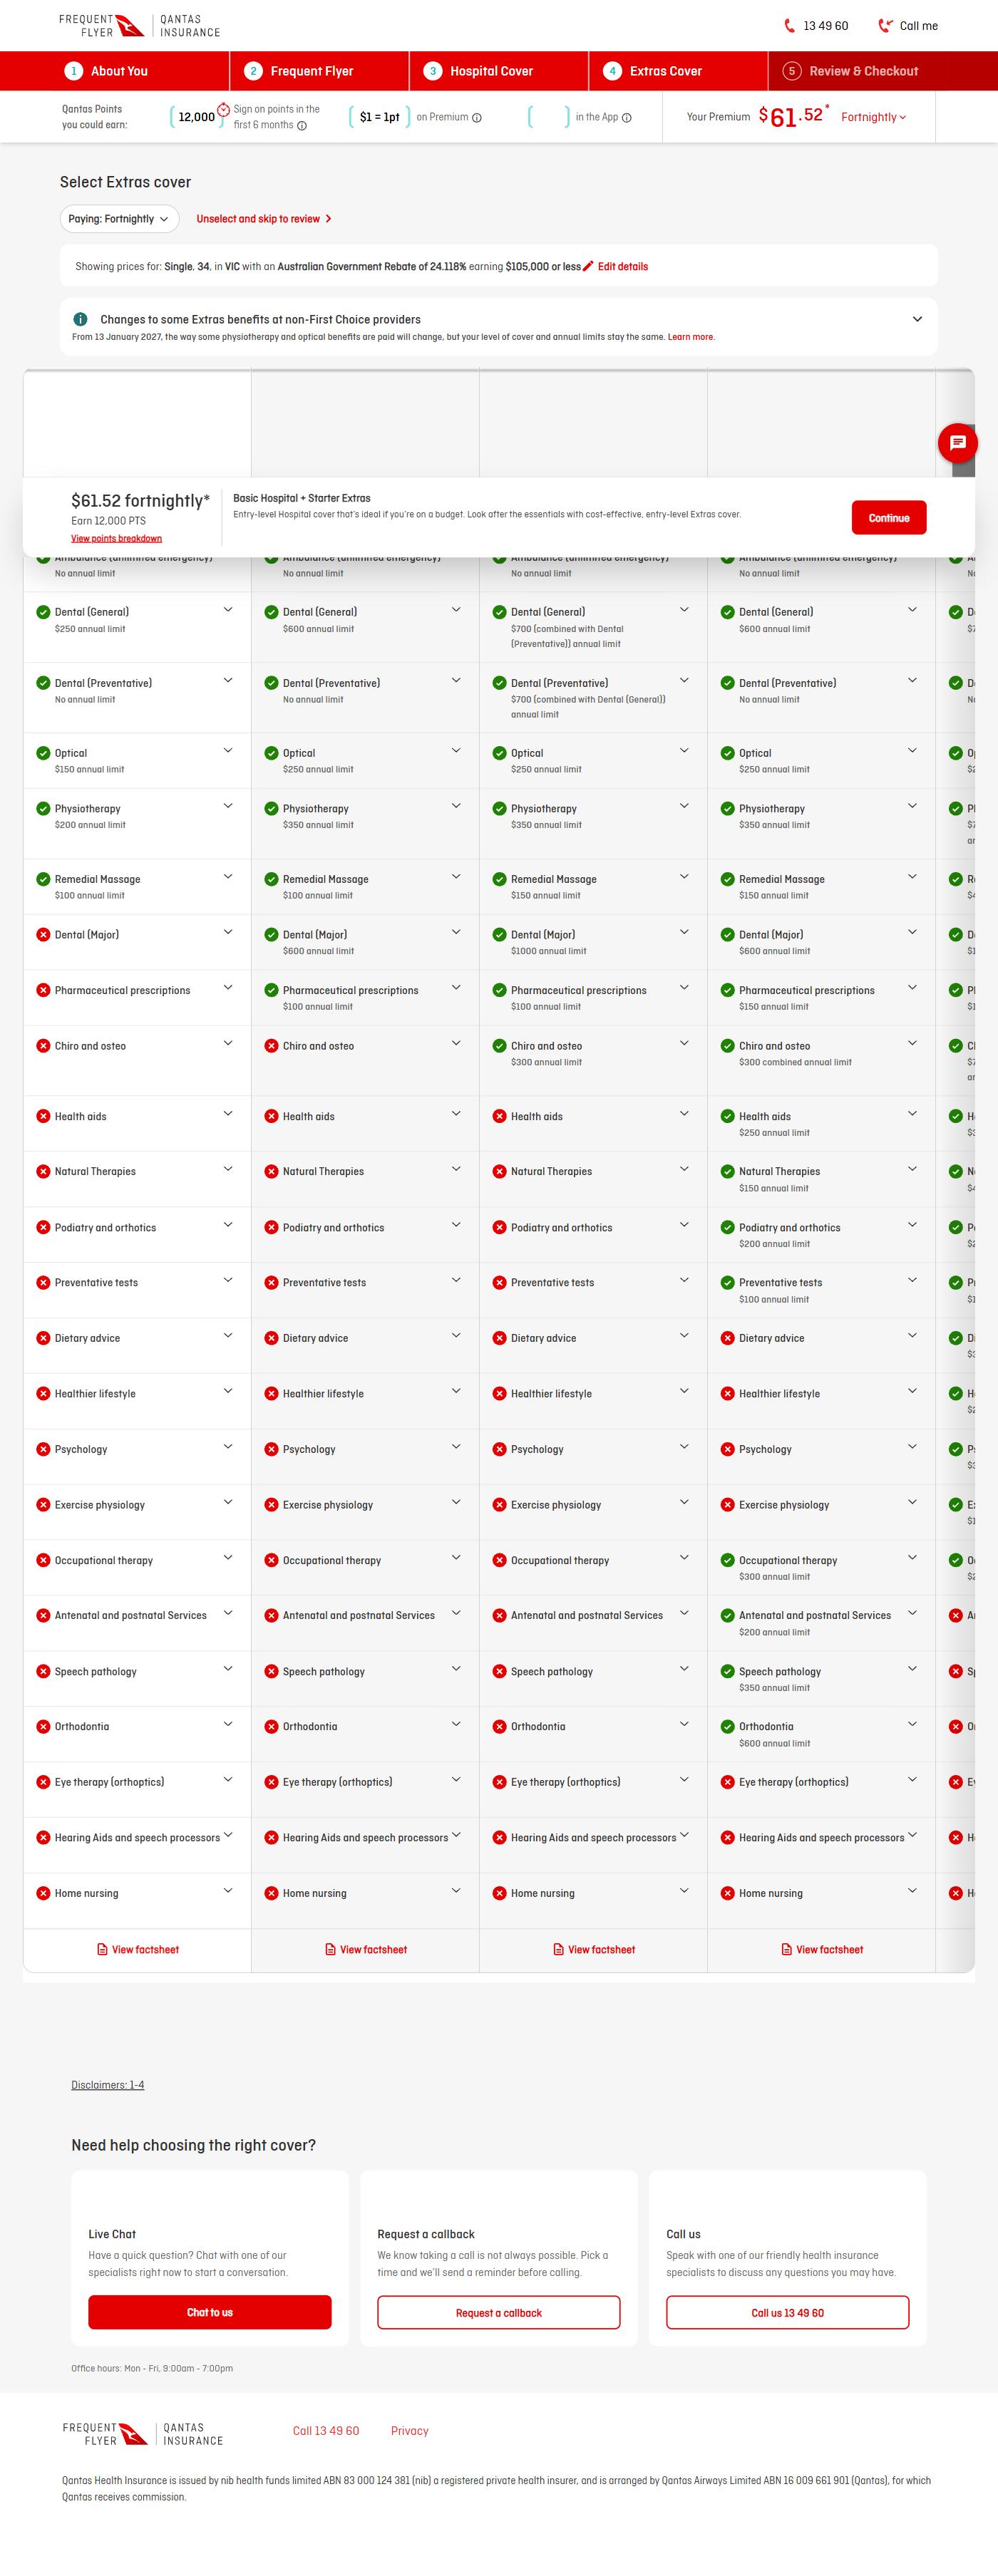 FREQUENT FLYER
QANTAS INSURANCE
13 49 60
Call me
1 About You
2 Frequent Flyer
3 Hospital Cover
4 Extras Cover
5 Review & Checkout
Qantas Points you could earn:
12,000
Sign on points in the first 6 months
$1 = 1pt
on Premium
in the App
Your Premium $61.52* Fortnightly
Select Extras cover
Paying: Fortnightly
Unselect and skip to review
Showing prices for: Single, 34, in VIC with an Australian Government Rebate of 24.118% earning $105,000 or less Edit details
Changes to some Extras benefits at non-First Choice providers
From 13 January 2027, the way some physiotherapy and optical benefits are paid will change, but your level of cover and annual limits stay the same. Learn more.
$61.52 fortnightly*
Earn 12,000 PTS
View points breakdown
Basic Hospital + Starter Extras
Entry-level Hospital cover that's ideal if you're on a budget. Look after the essentials with cost-effective, entry-level Extras cover.
Continue
Ambulance (unlimited emergency) Ambulance (unlimited emergency) Ambulance (unlimited emergency) Ambulance (unlimited emergency)
No annual limit No annual limit No annual limit No annual limit
Dental (General) Dental (General) Dental (General) Dental (General)
$250 annual limit $600 annual limit $700 (combined with Dental (Preventative)) annual limit $600 annual limit
Dental (Preventative) Dental (Preventative) Dental (Preventative) Dental (Preventative)
No annual limit No annual limit $700 (combined with Dental (General)) annual limit No annual limit
Optical Optical Optical Optical
$150 annual limit $250 annual limit $250 annual limit $250 annual limit
Physiotherapy Physiotherapy Physiotherapy Physiotherapy
$200 annual limit $350 annual limit $350 annual limit $350 annual limit
Remedial Massage Remedial Massage Remedial Massage Remedial Massage
$100 annual limit $100 annual limit $150 annual limit $150 annual limit
Dental (Major) Dental (Major) Dental (Major) Dental (Major)
$600 annual limit $1000 annual limit $600 annual limit
Pharmaceutical prescriptions Pharmaceutical prescriptions Pharmaceutical prescriptions Pharmaceutical prescriptions
$100 annual limit $100 annual limit $150 annual limit
Chiro and osteo Chiro and osteo Chiro and osteo Chiro and osteo
$300 annual limit $300 combined annual limit
Health aids Health aids Health aids Health aids
$250 annual limit
Natural Therapies Natural Therapies Natural Therapies Natural Therapies
$150 annual limit
Podiatry and orthotics Podiatry and orthotics Podiatry and orthotics Podiatry and orthotics
$200 annual limit
Preventative tests Preventative tests Preventative tests Preventative tests
$100 annual limit
Dietary advice Dietary advice Dietary advice Dietary advice
Healthier lifestyle Healthier lifestyle Healthier lifestyle Healthier lifestyle
Psychology Psychology Psychology Psychology
Exercise physiology Exercise physiology Exercise physiology Exercise physiology
Occupational therapy Occupational therapy Occupational therapy Occupational therapy
$300 annual limit
Antenatal and postnatal Services Antenatal and postnatal Services Antenatal and postnatal Services Antenatal and postnatal Services
$200 annual limit
Speech pathology Speech pathology Speech pathology Speech pathology
$350 annual limit
Orthodontia Orthodontia Orthodontia Orthodontia
$600 annual limit
Eye therapy (orthoptics) Eye therapy (orthoptics) Eye therapy (orthoptics) Eye therapy (orthoptics)
Hearing Aids and speech processors Hearing Aids and speech processors Hearing Aids and speech processors Hearing Aids and speech processors
Home nursing Home nursing Home nursing Home nursing
View factsheet View factsheet View factsheet View factsheet
Disclaimers: 1-4
Need help choosing the right cover?
Live Chat
Have a quick question? Chat with one of our
specialists right now to start a conversation.
Chat to us
Request a callback
We know taking a call is not always possible. Pick a
time and we'll send a reminder before calling.
Request a callback
Call us
Speak with one of our friendly health insurance
specialists to discuss any questions you may have.
Call us 13 49 60
Office hours: Mon - Fri, 9:00am - 7:00pm
FREQUENT FLYER
QANTAS INSURANCE
Call 13 49 60
Privacy
Qantas Health Insurance is issued by nib health funds limited ABN 83 000 124 381 (nib) a registered private health insurer, and is arranged by Qantas Airways Limited ABN 16 009 661 901 (Qantas), for which
Qantas receives commission.